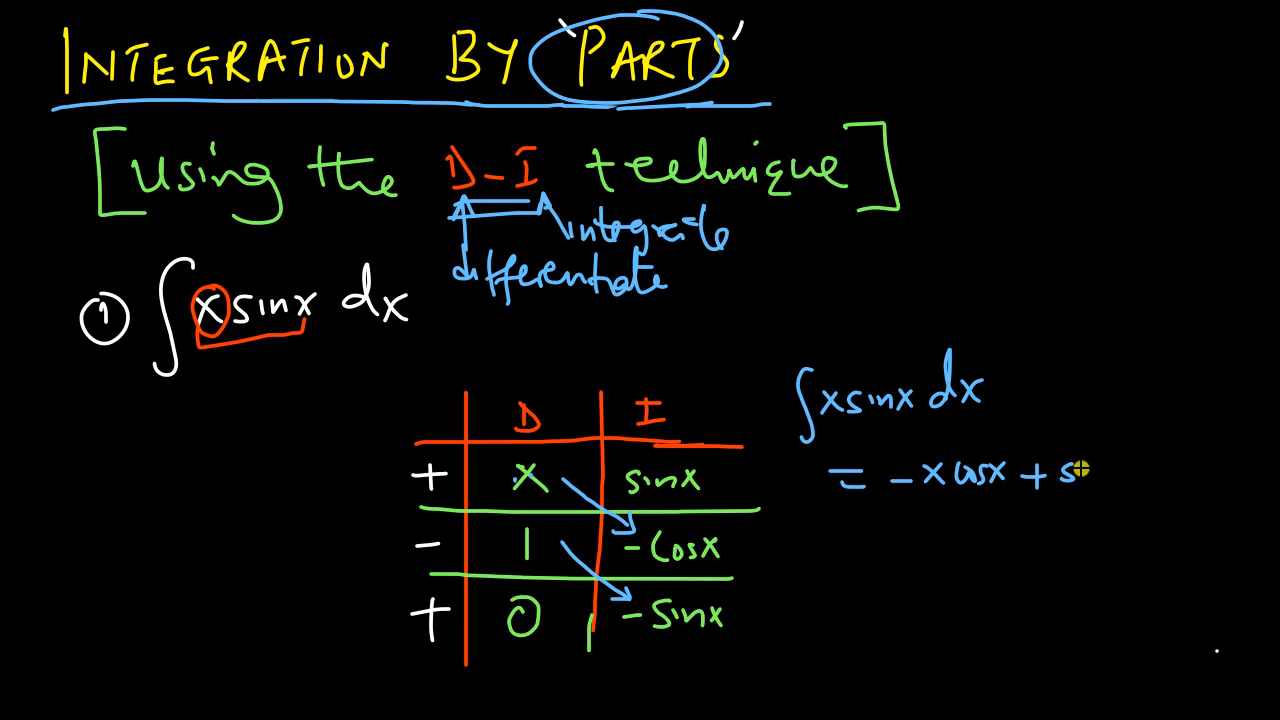 INTEGRATION BY 'PARTS'
[Using the D-I technique]
integrate
differentiate
① ∫xsinx dx
D I
+ x sinx
- 1 -cosx
+ 0 -sinx
∫xsinx dx
= -xcosx + s